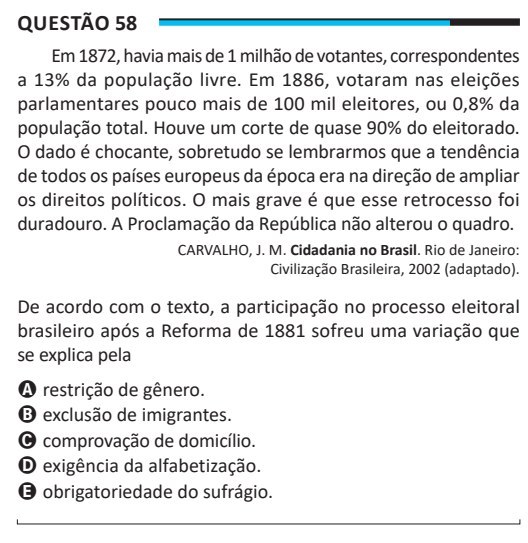 QUESTÃO 58
Em 1872, havia mais de 1 milhão de votantes, correspondentes
a 13% da população livre. Em 1886, votaram nas eleições
parlamentares pouco mais de 100 mil eleitores, ou 0,8% da
população total. Houve um corte de quase 90% do eleitorado.
O dado é chocante, sobretudo se lembrarmos que a tendência
de todos os países europeus da época era na direção de ampliar
os direitos políticos. O mais grave é que esse retrocesso foi
duradouro. A Proclamação da República não alterou o quadro.
CARVALHO, J. M. Cidadania no Brasil. Rio de Janeiro:
Civilização Brasileira, 2002 (adaptado).
De acordo com o texto, a participação no processo eleitoral
brasileiro após a Reforma de 1881 sofreu uma variação que
se explica pela
A restrição de gênero.
B exclusão de imigrantes.
C comprovação de domicílio.
D exigência da alfabetização.
E obrigatoriedade do sufrágio.